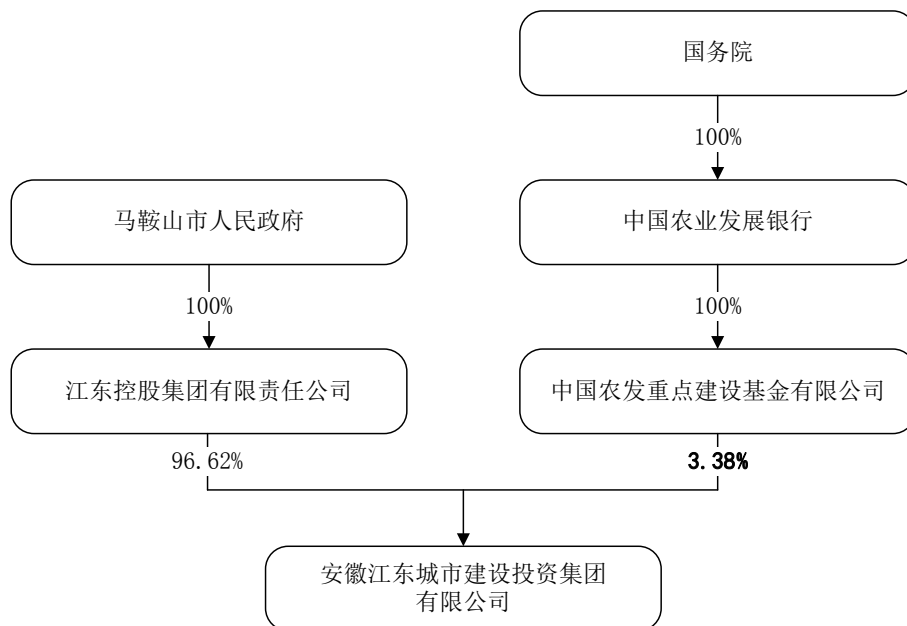 国务院
100%
马鞍山市人民政府
中国农业发展银行
100%
100%
江东控股集团有限责任公司
中国农发重点建设基金有限公司
96.62%
3.38%
安徽江东城市建设投资集团
有限公司